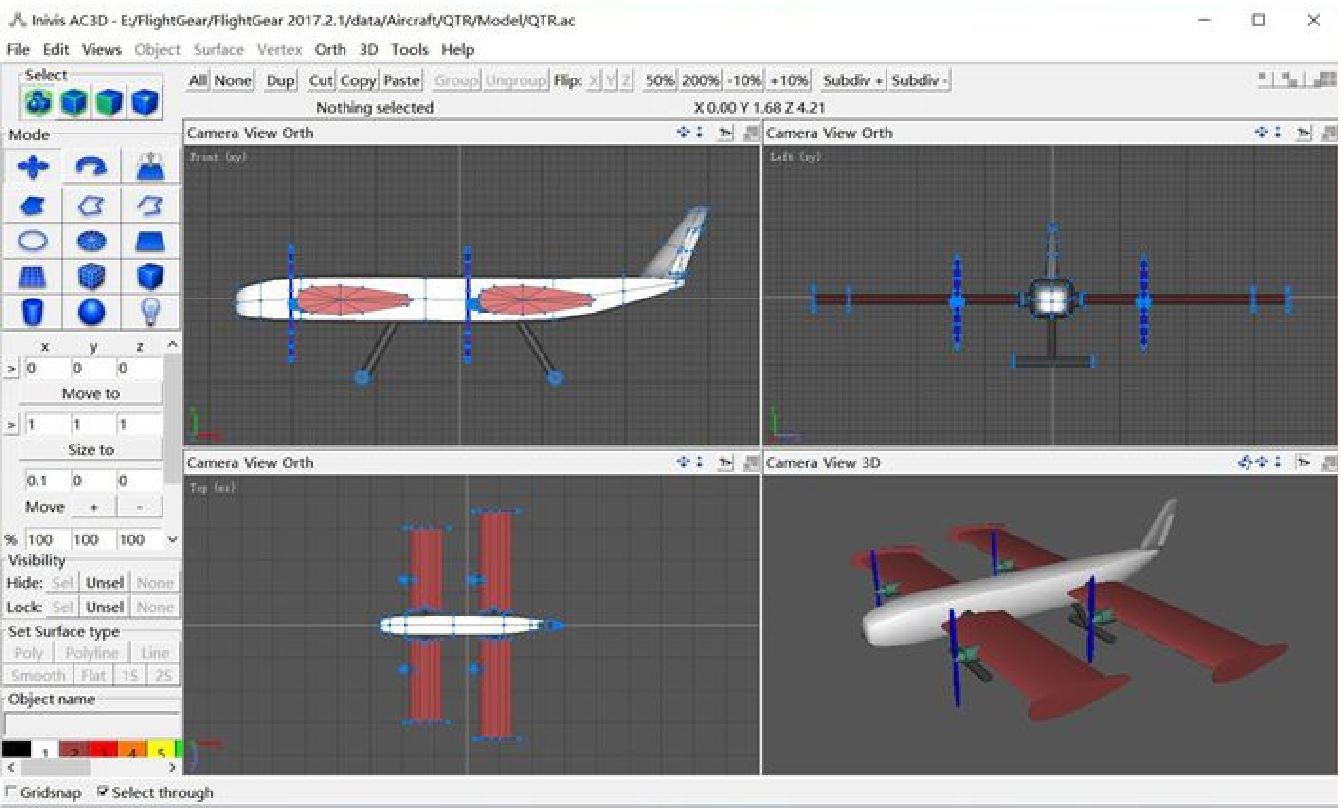 Inivis AC3D - E:/FlightGear/FlightGear 2017.2.1/data/Aircraft/QTR/Model/QTR.ac
File Edit Views Object Surface Vertex Orth 3D Tools Help
Select
All None Dup Cut Copy Paste Group Ungroup Flip: X Y Z 50% 200% -10% +10% Subdiv + Subdiv -
Nothing selected X 0.00 Y 1.68 Z 4.21
Mode
Camera View Orth
Front (xy)
Camera View Orth
Left (zy)
x y z
> 0 0 0
Move to
> 1 1 1
Size to
0.1 0 0
Move + -
% 100 100 100
Visibility
Hide: Sel Unsel None
Lock: Sel Unsel None
Set Surface type
Poly Polyline Line
Smooth Flat 1S 2S
Object name
1 2 3 4 5
Camera View Orth
Top (xz)
Camera View 3D
Gridsnap Select through